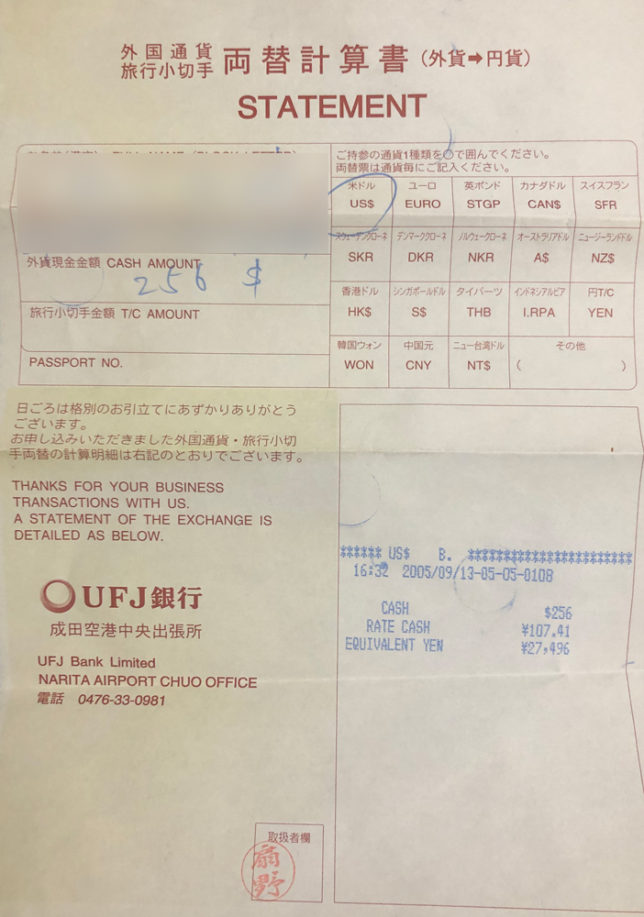 外国通貨
旅行小切手 両替計算書 (外貨➡円貨)
STATEMENT
ご持参の通貨1種類を○で囲んでください。
両替票は通貨毎にご記入ください。
米ドル ユーロ 英ポンド カナダドル スイスフラン
US$ EURO STGP CAN$ SFR
スウェーデンクローネ デンマーククローネ ノルウェークローネ オーストラリアドル ニュージーランドドル
SKR DKR NKR A$ NZ$
外貨現金金額 CASH AMOUNT
256 $
香港ドル シンガポールドル タイバーツ インドネシアルピア 円T/C
HK$ S$ THB I.RPA YEN
旅行小切手金額 T/C AMOUNT
韓国ウォン 中国元 ニュー台湾ドル その他
WON CNY NT$ ( )
PASSPORT NO.
日ごろは格別のお引立てにあずかりありがとう
ございます。
お申し込みいただきました外国通貨・旅行小切
手両替の計算明細は右記のとおりでございます。
THANKS FOR YOUR BUSINESS
TRANSACTIONS WITH US.
A STATEMENT OF THE EXCHANGE IS
DETAILED AS BELOW.
****** US$ B. ***********************
16:32 2005/09/13-05-05-0108
CASH $256
RATE CASH ¥107.41
EQUIVALENT YEN ¥27,496
UFJ銀行
成田空港中央出張所
UFJ Bank Limited
NARITA AIRPORT CHUO OFFICE
電話 0476-33-0981
取扱者欄
扇野